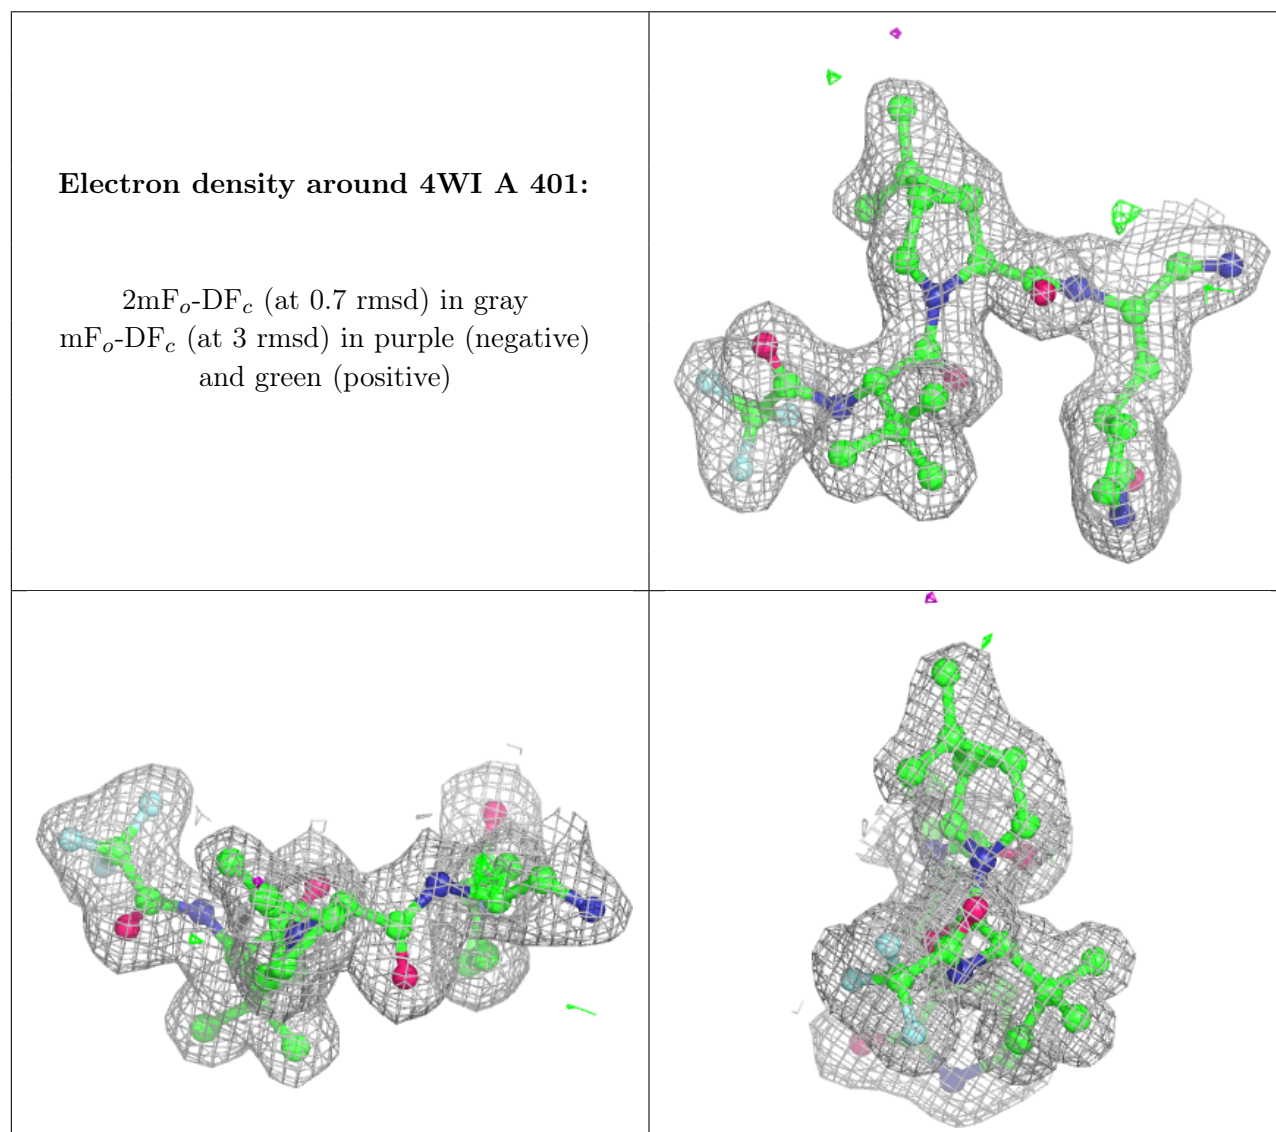 Electron density around 4WI A 401:
2mFₒ-DF𝒸 (at 0.7 rmsd) in gray
mFₒ-DF𝒸 (at 3 rmsd) in purple (negative)
and green (positive)